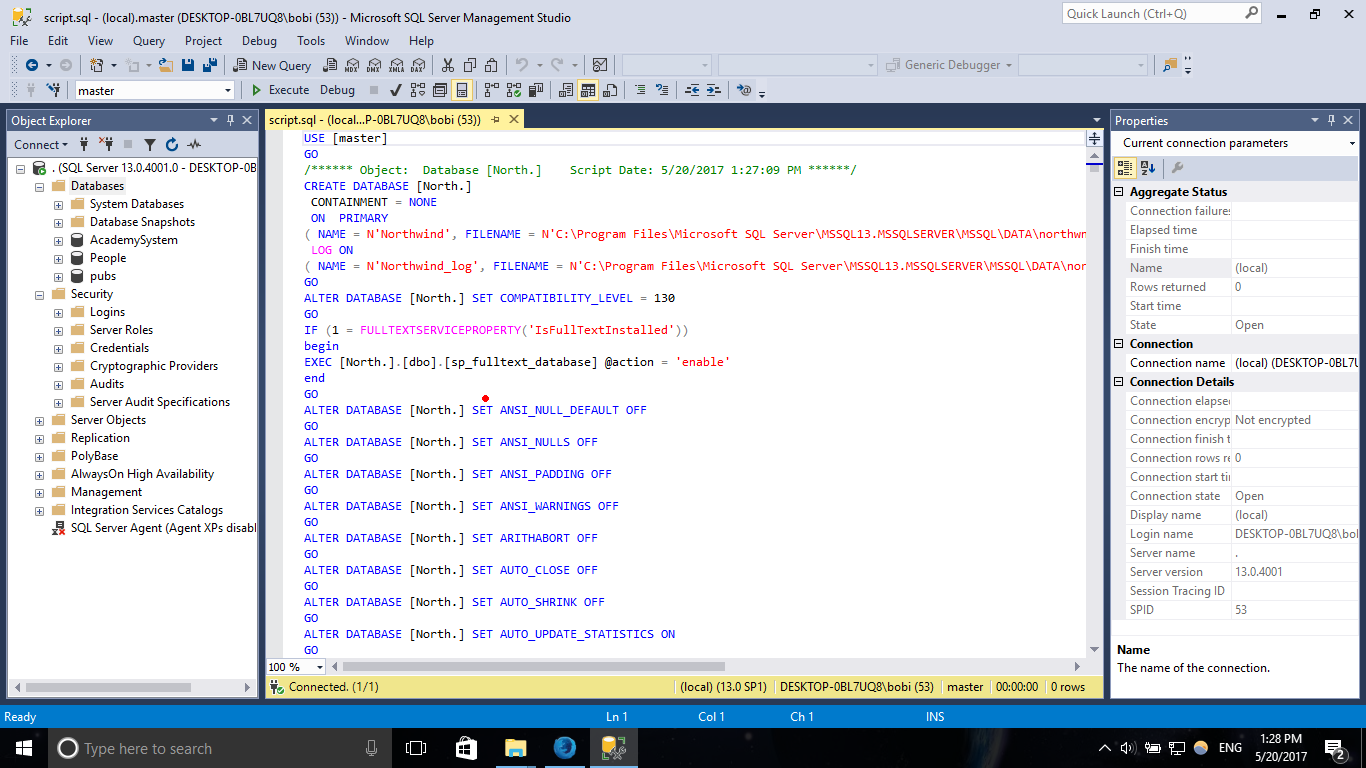 script.sql - (local).master (DESKTOP-0BL7UQ8\bobi (53)) - Microsoft SQL Server Management Studio
Quick Launch (Ctrl+Q)
File Edit View Query Project Debug Tools Window Help
New Query MDX DMX XMLA DAX Generic Debugger
master Execute Debug
Object Explorer
Connect
. (SQL Server 13.0.4001.0 - DESKTOP-0B
Databases
System Databases
Database Snapshots
AcademySystem
People
pubs
Security
Logins
Server Roles
Credentials
Cryptographic Providers
Audits
Server Audit Specifications
Server Objects
Replication
PolyBase
AlwaysOn High Availability
Management
Integration Services Catalogs
SQL Server Agent (Agent XPs disabl
script.sql - (local...P-0BL7UQ8\bobi (53))
USE [master]
GO
/****** Object:  Database [North.]    Script Date: 5/20/2017 1:27:09 PM ******/
CREATE DATABASE [North.]
CONTAINMENT = NONE
ON  PRIMARY
( NAME = N'Northwind', FILENAME = N'C:\Program Files\Microsoft SQL Server\MSSQL13.MSSQLSERVER\MSSQL\DATA\northwn
LOG ON
( NAME = N'Northwind_log', FILENAME = N'C:\Program Files\Microsoft SQL Server\MSSQL13.MSSQLSERVER\MSSQL\DATA\nor
GO
ALTER DATABASE [North.] SET COMPATIBILITY_LEVEL = 130
GO
IF (1 = FULLTEXTSERVICEPROPERTY('IsFullTextInstalled'))
begin
EXEC [North.].[dbo].[sp_fulltext_database] @action = 'enable'
end
GO
ALTER DATABASE [North.] SET ANSI_NULL_DEFAULT OFF
GO
ALTER DATABASE [North.] SET ANSI_NULLS OFF
GO
ALTER DATABASE [North.] SET ANSI_PADDING OFF
GO
ALTER DATABASE [North.] SET ANSI_WARNINGS OFF
GO
ALTER DATABASE [North.] SET ARITHABORT OFF
GO
ALTER DATABASE [North.] SET AUTO_CLOSE OFF
GO
ALTER DATABASE [North.] SET AUTO_SHRINK OFF
GO
ALTER DATABASE [North.] SET AUTO_UPDATE_STATISTICS ON
GO
100 %
Connected. (1/1) (local) (13.0 SP1) DESKTOP-0BL7UQ8\bobi (53) master 00:00:00 0 rows
Properties
Current connection parameters
Aggregate Status
Connection failures
Elapsed time
Finish time
Name (local)
Rows returned 0
Start time
State Open
Connection
Connection name (local) (DESKTOP-0BL7U
Connection Details
Connection elapse
Connection encryp Not encrypted
Connection finish t
Connection rows re 0
Connection start tir
Connection state Open
Display name (local)
Login name DESKTOP-0BL7UQ8\bol
Server name .
Server version 13.0.4001
Session Tracing ID
SPID 53
Name
The name of the connection.
Ready Ln 1 Col 1 Ch 1 INS
Type here to search
ENG
1:28 PM
5/20/2017
2